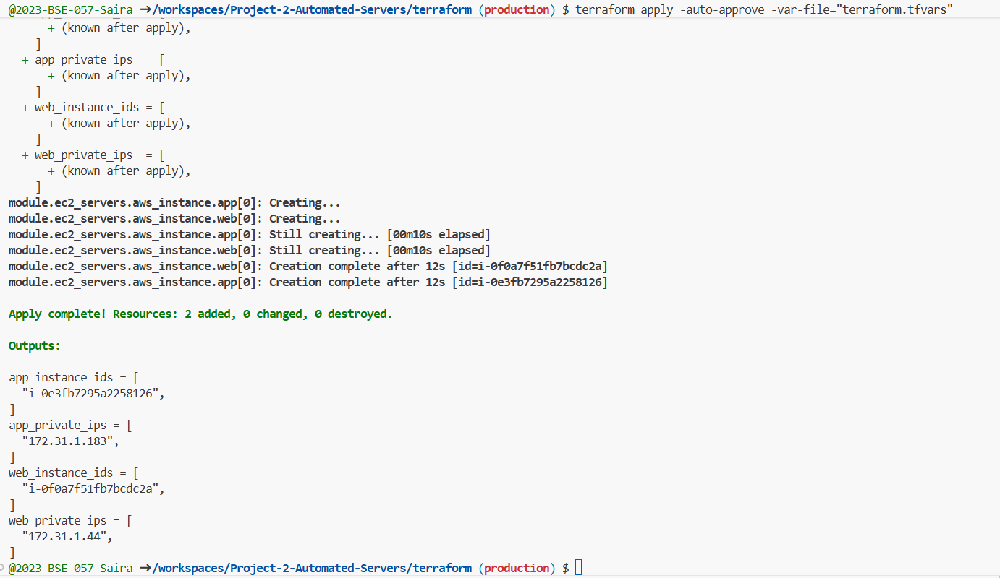 @2023-BSE-057-Saira →/workspaces/Project-2-Automated-Servers/terraform (production) $ terraform apply -auto-approve -var-file="terraform.tfvars"
      + (known after apply),
    ]
  + app_private_ips  = [
      + (known after apply),
    ]
  + web_instance_ids = [
      + (known after apply),
    ]
  + web_private_ips  = [
      + (known after apply),
    ]
module.ec2_servers.aws_instance.app[0]: Creating...
module.ec2_servers.aws_instance.web[0]: Creating...
module.ec2_servers.aws_instance.app[0]: Still creating... [00m10s elapsed]
module.ec2_servers.aws_instance.web[0]: Still creating... [00m10s elapsed]
module.ec2_servers.aws_instance.web[0]: Creation complete after 12s [id=i-0f0a7f51fb7bcdc2a]
module.ec2_servers.aws_instance.app[0]: Creation complete after 12s [id=i-0e3fb7295a2258126]
Apply complete! Resources: 2 added, 0 changed, 0 destroyed.
Outputs:
app_instance_ids = [
  "i-0e3fb7295a2258126",
]
app_private_ips = [
  "172.31.1.183",
]
web_instance_ids = [
  "i-0f0a7f51fb7bcdc2a",
]
web_private_ips = [
  "172.31.1.44",
]
@2023-BSE-057-Saira →/workspaces/Project-2-Automated-Servers/terraform (production) $